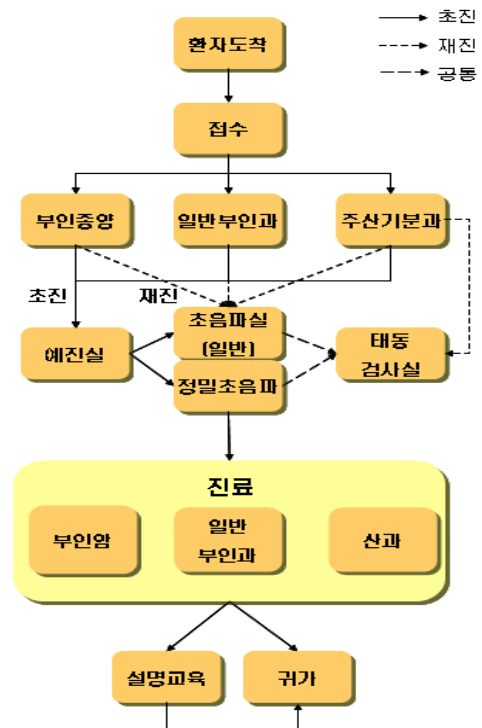 초진
재진
공통
환자도착
접수
부인종양
일반부인과
주산기분과
초진
재진
예진실
초음파실
(일반)
정밀초음파
태동
검사실
진료
부인암
일반
부인과
산과
설명교육
귀가